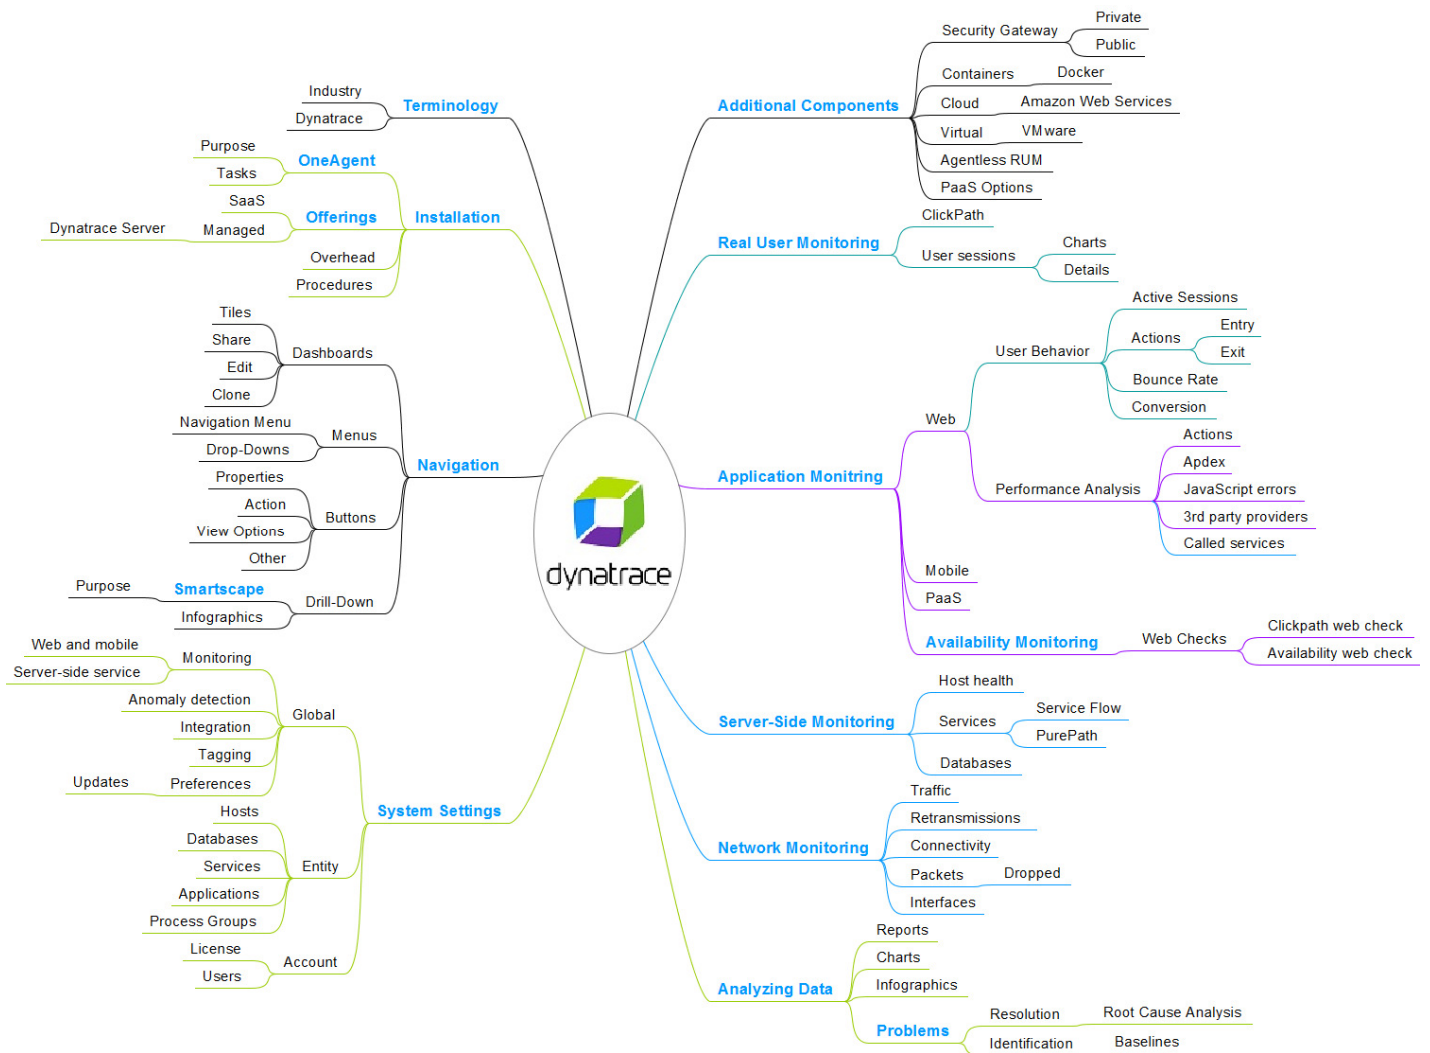 Terminology
Industry
Dynatrace
Installation
OneAgent
Purpose
Tasks
Offerings
SaaS
Managed
Dynatrace Server
Overhead
Procedures
Navigation
Dashboards
Tiles
Share
Edit
Clone
Menus
Navigation Menu
Drop-Downs
Buttons
Properties
Action
View Options
Other
Drill-Down
Smartscape
Purpose
Infographics
System Settings
Global
Monitoring
Web and mobile
Server-side service
Anomaly detection
Integration
Tagging
Preferences
Updates
Entity
Hosts
Databases
Services
Applications
Process Groups
Account
License
Users
dynatrace
Additional Components
Security Gateway
Private
Public
Containers
Docker
Cloud
Amazon Web Services
Virtual
VMware
Agentless RUM
PaaS Options
Real User Monitoring
ClickPath
User sessions
Charts
Details
Application Monitring
Web
User Behavior
Active Sessions
Actions
Entry
Exit
Bounce Rate
Conversion
Performance Analysis
Actions
Apdex
JavaScript errors
3rd party providers
Called services
Mobile
PaaS
Availability Monitoring
Web Checks
Clickpath web check
Availability web check
Server-Side Monitoring
Host health
Services
Service Flow
PurePath
Databases
Network Monitoring
Traffic
Retransmissions
Connectivity
Packets
Dropped
Interfaces
Analyzing Data
Reports
Charts
Infographics
Problems
Resolution
Root Cause Analysis
Identification
Baselines